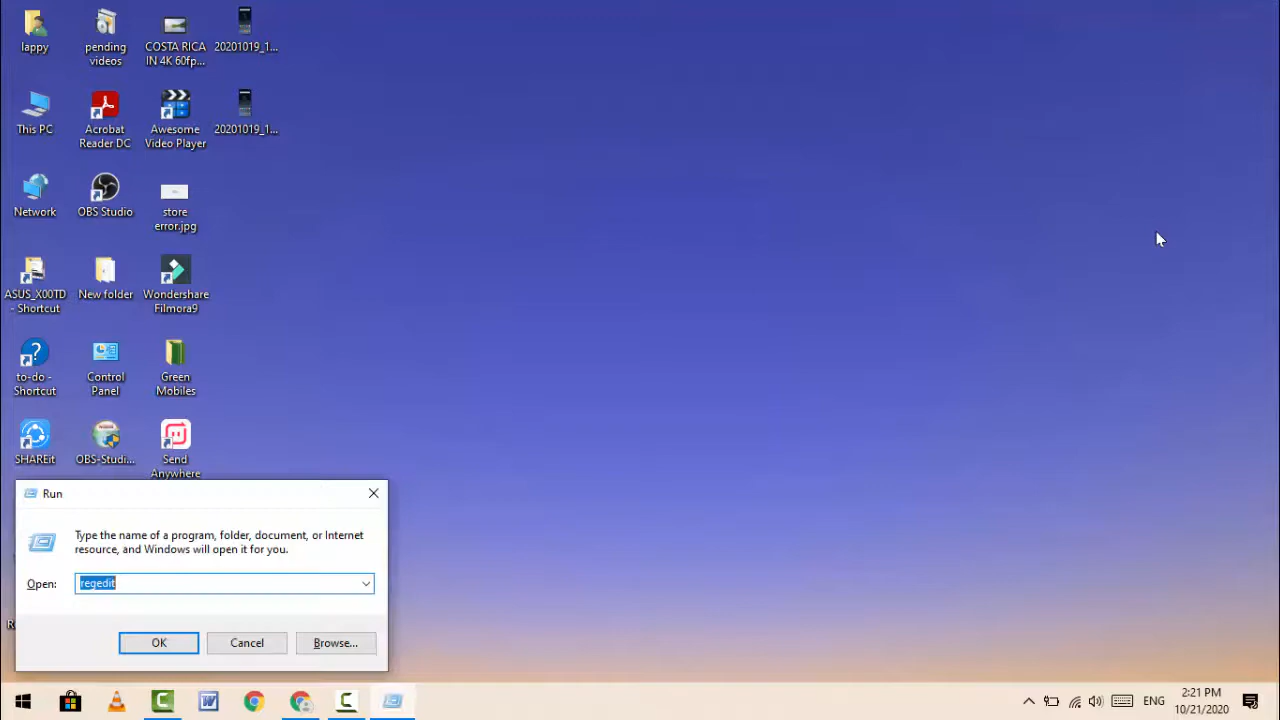 lappy
pending
videos
COSTA RICA
IN 4K 60fp...
20201019_1...
This PC
Acrobat
Reader DC
Awesome
Video Player
20201019_1...
Network
OBS Studio
store
error.jpg
ASUS_X00TD
- Shortcut
New folder
Wondershare
Filmora9
to-do -
Shortcut
Control
Panel
Green
Mobiles
SHAREit
OBS-Studi...
Send
Anywhere
Run
Type the name of a program, folder, document, or Internet
resource, and Windows will open it for you.
Open:
regedit
OK
Cancel
Browse...
ENG
2:21 PM
10/21/2020